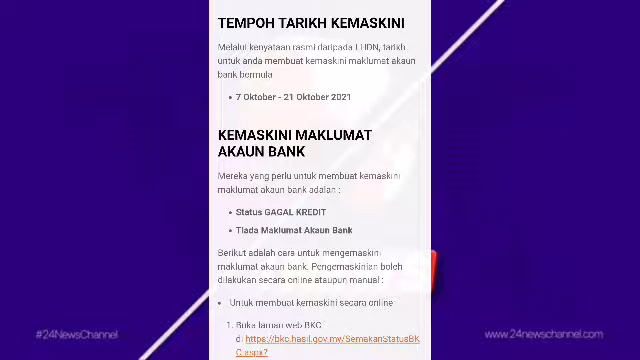 TEMPOH TARIKH KEMASKINI
Melalui kenyataan rasmi daripada LHDN, tarikh
untuk anda membuat kemaskini maklumat akaun
bank bermula
• 7 Oktober - 21 Oktober 2021
KEMASKINI MAKLUMAT
AKAUN BANK
Mereka yang perlu untuk membuat kemaskini
maklumat akaun bank adalah :
• Status GAGAL KREDIT
• Tiada Maklumat Akaun Bank
Berikut adalah cara untuk mengemaskini
maklumat akaun bank. Pengemaskinian boleh
dilakukan secara online ataupun manual :
• Untuk membuat kemaskini secara online
1. Buka laman web BKC
di https://bkc.hasil.gov.my/SemakanStatusBK
C.aspx?
#24NewsChannel
www.24newschannel.com